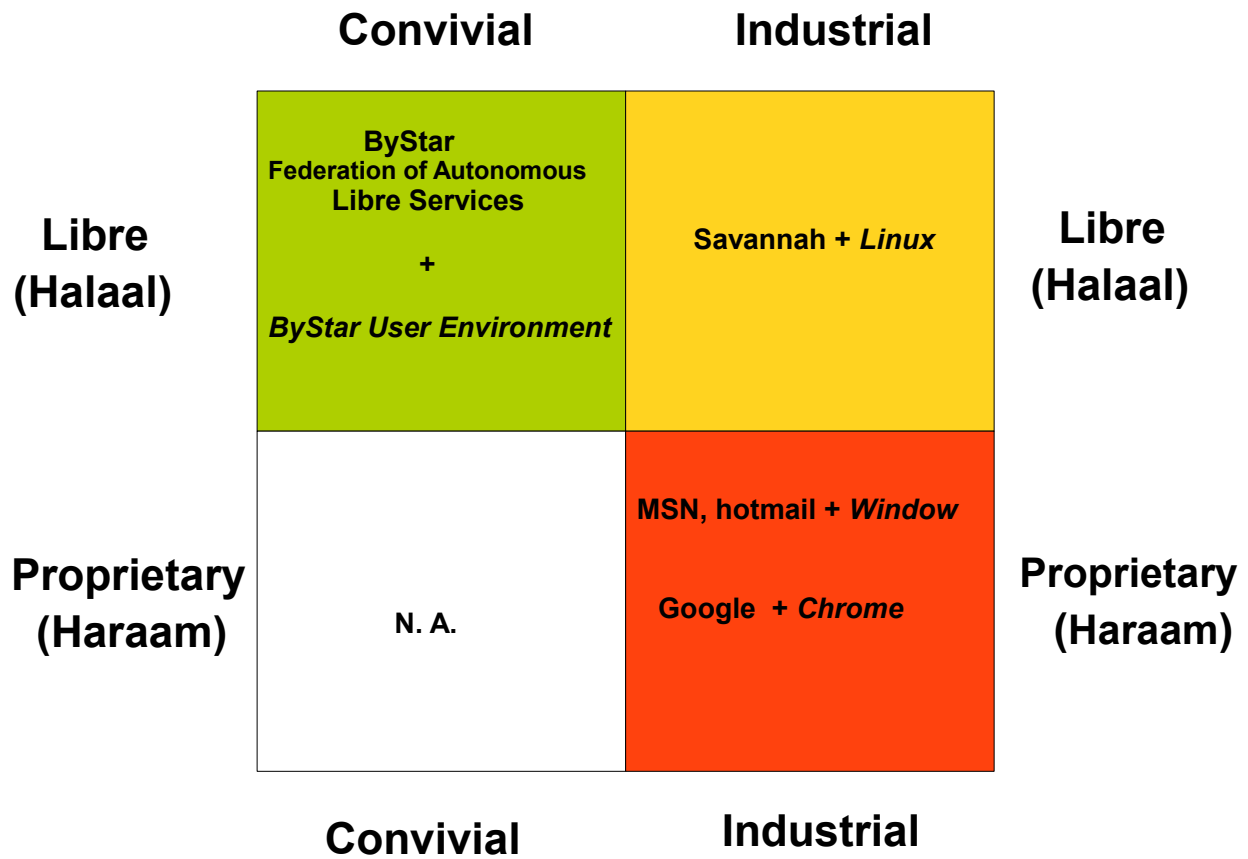 Convivial
Industrial
ByStar
Federation of Autonomous
Libre Services
+
ByStar User Environment
Savannah + Linux
Libre
(Halaal)
Libre
(Halaal)
MSN, hotmail + Window
Google + Chrome
N. A.
Proprietary
(Haraam)
Proprietary
(Haraam)
Convivial
Industrial